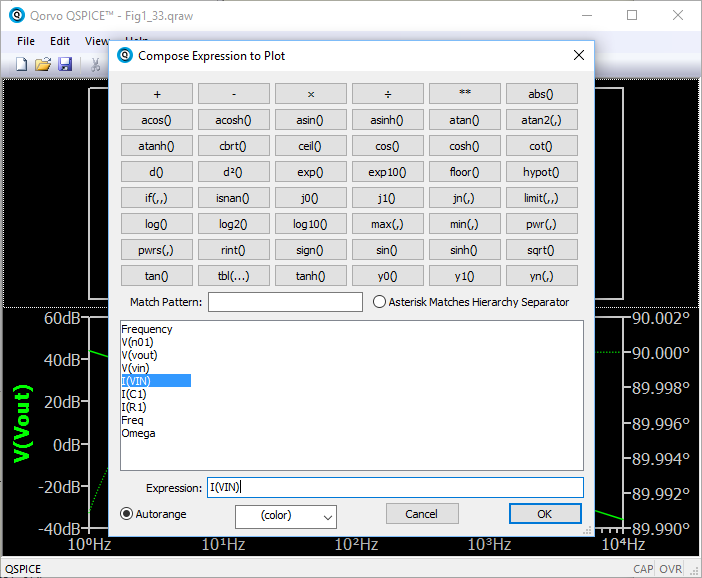 Qorvo QSPICE™ - Fig1_33.qraw
File Edit View Help
Compose Expression to Plot
+ - × ÷ ** abs()
acos() acosh() asin() asinh() atan() atan2(,)
atanh() cbrt() ceil() cos() cosh() cot()
d() d²() exp() exp10() floor() hypot()
if(,,) isnan() j0() j1() jn(,) limit(,,)
log() log2() log10() max(,) min(,) pwr(,)
pwrs(,) rint() sign() sin() sinh() sqrt()
tan() tbl(...) tanh() y0() y1() yn(,)
Match Pattern: Asterisk Matches Hierarchy Separator
Frequency
V(n01)
V(vout)
V(vin)
I(VIN)
I(C1)
I(R1)
Freq
Omega
Expression: I(VIN)
Autorange (color) Cancel OK
V(Vout)
60dB
40dB
20dB
0dB
-20dB
-40dB
90.002°
90.000°
89.998°
89.996°
89.994°
89.992°
89.990°
10⁰Hz 10¹Hz 10²Hz 10³Hz 10⁴Hz
QSPICE CAP OVR